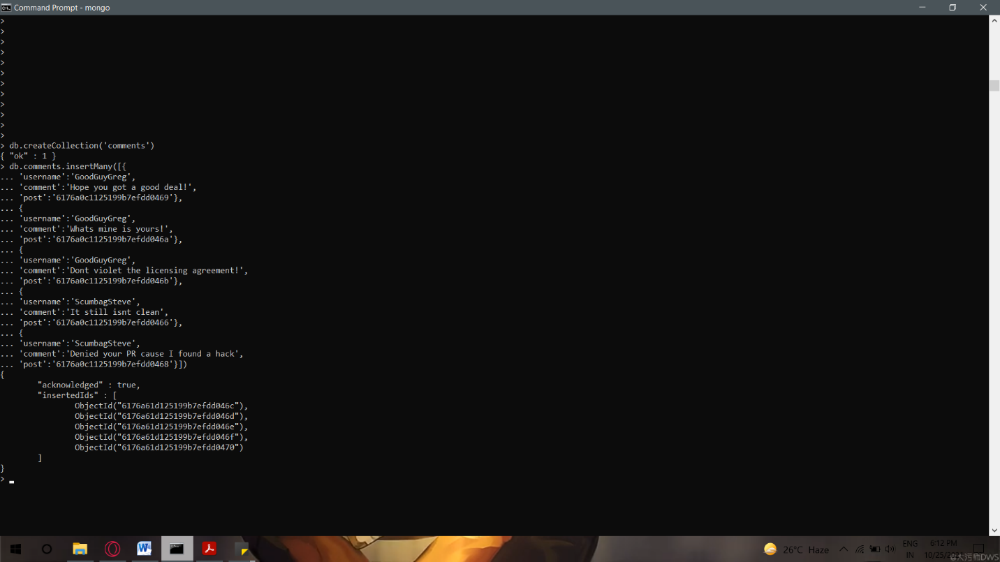 Command Prompt - mongo
>
>
>
>
>
>
>
>
>
>
>
>
> db.createCollection('comments')
{ "ok" : 1 }
> db.comments.insertMany([{
... 'username':'GoodGuyGreg',
... 'comment':'Hope you got a good deal!',
... 'post':'6176a0c1125199b7efdd0469'},
... {
... 'username':'GoodGuyGreg',
... 'comment':'Whats mine is yours!',
... 'post':'6176a0c1125199b7efdd046a'},
... {
... 'username':'GoodGuyGreg',
... 'comment':'Dont violet the licensing agreement!',
... 'post':'6176a0c1125199b7efdd046b'},
... {
... 'username':'ScumbagSteve',
... 'comment':'It still isnt clean',
... 'post':'6176a0c1125199b7efdd0466'},
... {
... 'username':'ScumbagSteve',
... 'comment':'Denied your PR cause I found a hack',
... 'post':'6176a0c1125199b7efdd0468'}])
{
"acknowledged" : true,
"insertedIds" : [
ObjectId("6176a61d125199b7efdd046c"),
ObjectId("6176a61d125199b7efdd046d"),
ObjectId("6176a61d125199b7efdd046e"),
ObjectId("6176a61d125199b7efdd046f"),
ObjectId("6176a61d125199b7efdd0470")
]
}
>
26°C Haze
ENG
IN
6:12 PM